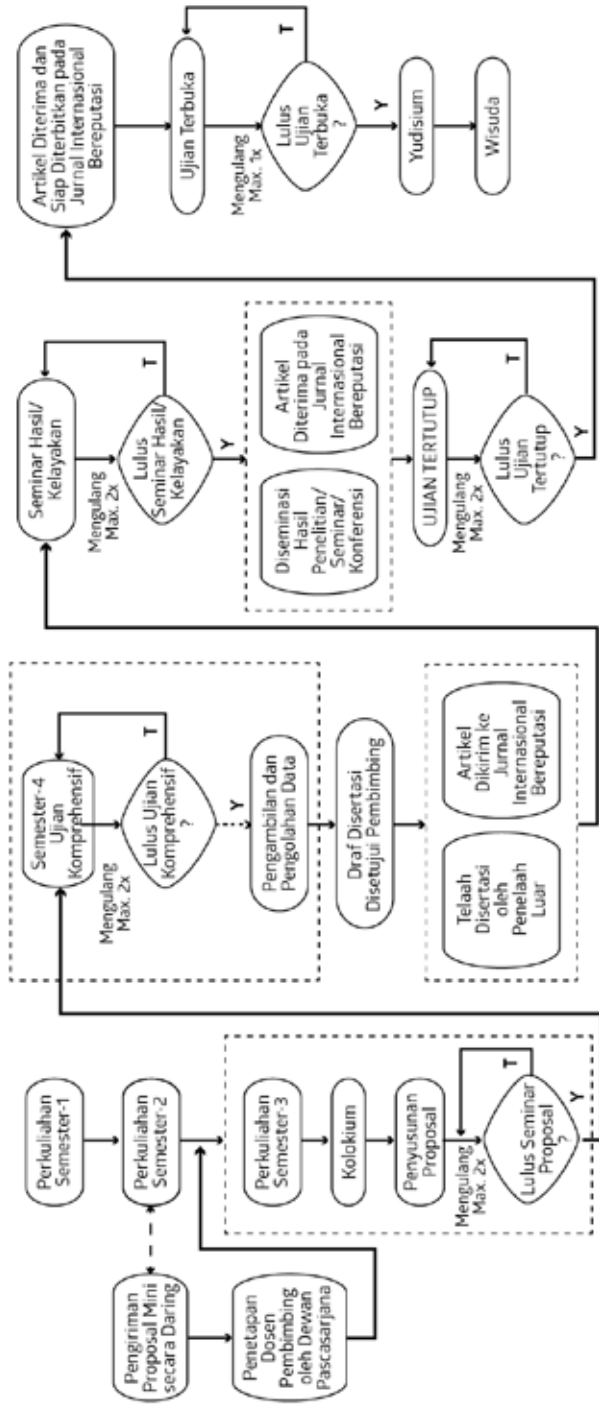 Perkuliahan
Semester-1
Pengiriman
Proposal Mini
secara Daring
Perkuliahan
Semester-2
Penetapan
Dosen
Pembimbing
oleh Dewan
Pascasarjana
Perkuliahan
Semester-3
Kolokium
Penyusunan
Proposal
Mengulang
Max. 2x
Lulus Seminar
Proposal
?
T
Y
Semester-4
Ujian
Komprehensif
Mengulang
Max. 2x
Lulus Ujian
Komprehensif
?
T
Y
Pengambilan dan
Pengolahan Data
Draf Disertasi
Disetujui Pembimbing
Telaah
Disertasi
oleh
Penelaah
Luar
Artikel
Dikirim ke
Jurnal
Internasional
Bereputasi
Seminar Hasil/
Kelayakan
Mengulang
Max. 2x
Lulus
Seminar Hasil/
Kelayakan
T
Y
Diseminasi
Hasil
Penelitian/
Seminar/
Konferensi
Artikel
Diterima pada
Jurnal
Internasional
Bereputasi
UJIAN TERTUTUP
Mengulang
Max. 2x
Lulus
Ujian
Tertutup
?
T
Y
Artikel Diterima dan
Siap Diterbitkan pada
Jurnal Internasional
Bereputasi
Ujian Terbuka
Mengulang
Max. 1x
Lulus
Ujian
Terbuka
?
T
Y
Yudisium
Wisuda